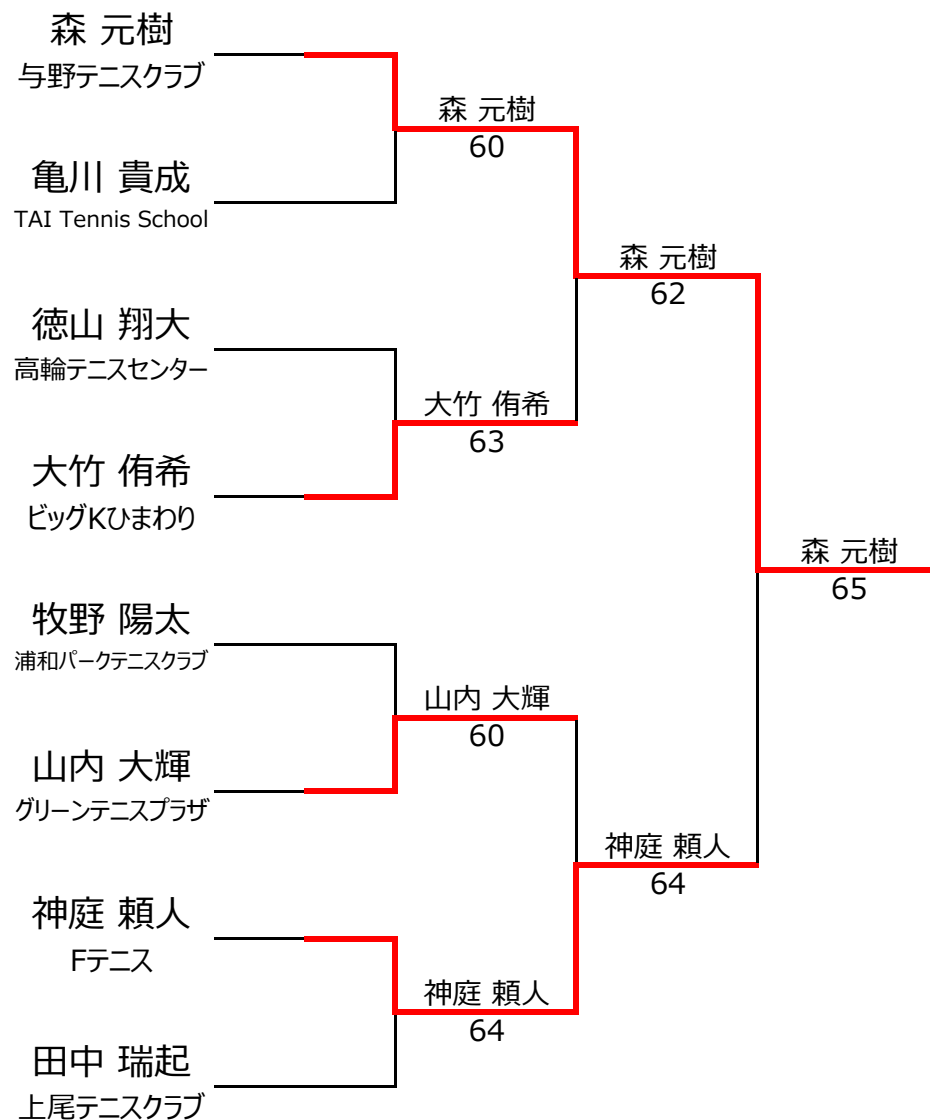 森 元樹
与野テニスクラブ
亀川 貴成
TAI Tennis School
徳山 翔大
高輪テニスセンター
大竹 侑希
ビッグKひまわり
牧野 陽太
浦和パークテニスクラブ
山内 大輝
グリーンテニスプラザ
神庭 頼人
Fテニス
田中 瑞起
上尾テニスクラブ
森 元樹
60
大竹 侑希
63
山内 大輝
60
神庭 頼人
64
森 元樹
62
神庭 頼人
64
森 元樹
65